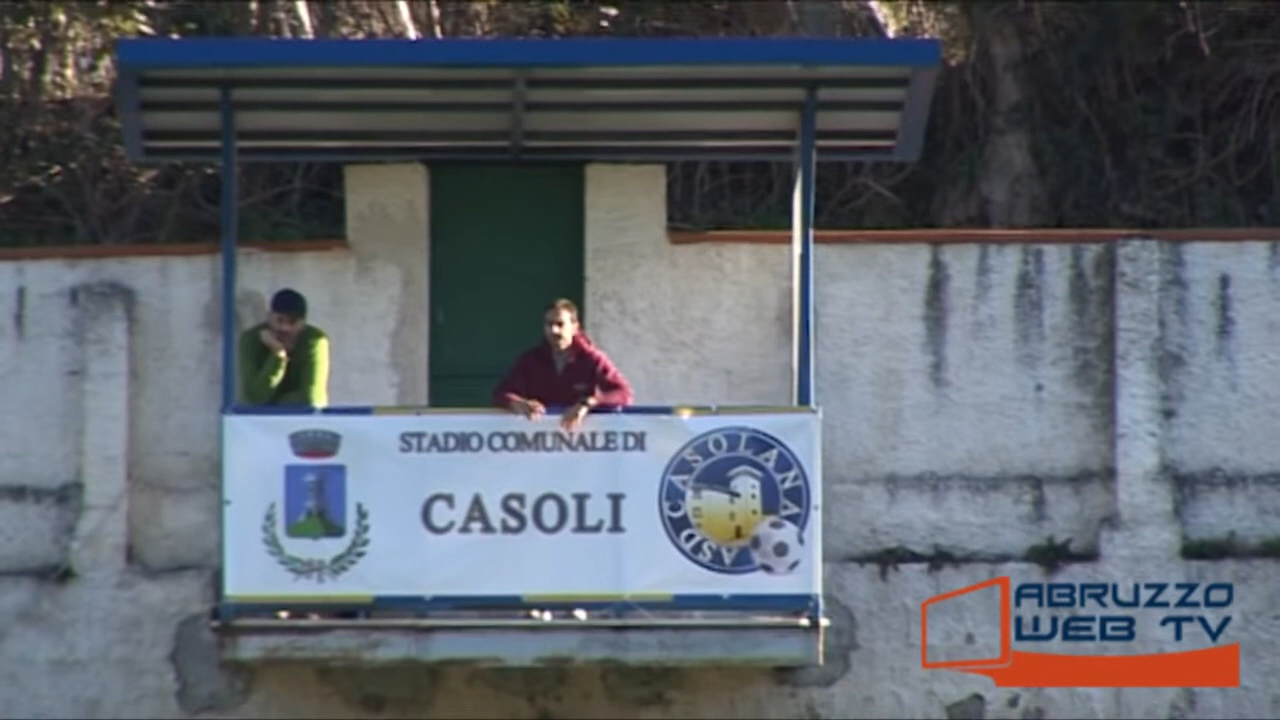 STADIO COMUNALE DI
CASOLI
CASOLANA
ASD
ABRUZZO
WEB TV